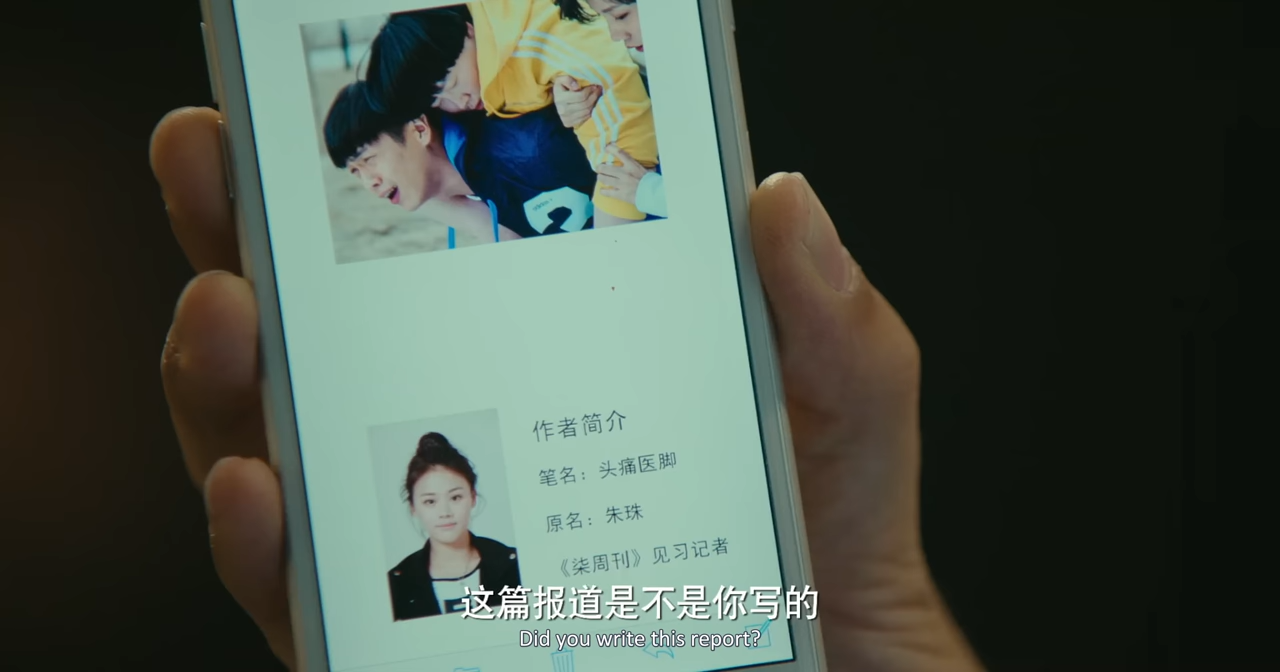 作者简介
笔名：头痛医脚
原名：朱珠
《柒周刊》见习记者
这篇报道是不是你写的
Did you write this report?